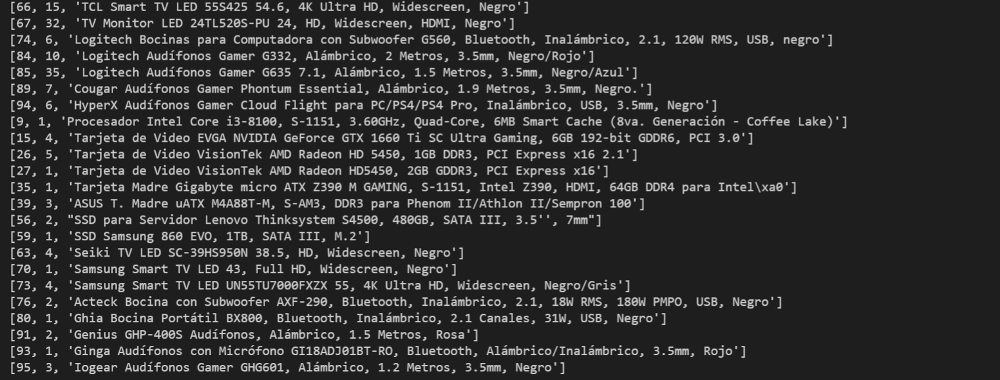 [66, 15, 'TCL Smart TV LED 55S425 54.6, 4K Ultra HD, Widescreen, Negro']
[67, 32, 'TV Monitor LED 24TL520S-PU 24, HD, Widescreen, HDMI, Negro']
[74, 6, 'Logitech Bocinas para Computadora con Subwoofer G560, Bluetooth, Inalámbrico, 2.1, 120W RMS, USB, negro']
[84, 10, 'Logitech Audífonos Gamer G332, Alámbrico, 2 Metros, 3.5mm, Negro/Rojo']
[85, 35, 'Logitech Audífonos Gamer G635 7.1, Alámbrico, 1.5 Metros, 3.5mm, Negro/Azul']
[89, 7, 'Cougar Audífonos Gamer Phontum Essential, Alámbrico, 1.9 Metros, 3.5mm, Negro.']
[94, 6, 'HyperX Audífonos Gamer Cloud Flight para PC/PS4/PS4 Pro, Inalámbrico, USB, 3.5mm, Negro']
[9, 1, 'Procesador Intel Core i3-8100, S-1151, 3.60GHz, Quad-Core, 6MB Smart Cache (8va. Generación - Coffee Lake)']
[15, 4, 'Tarjeta de Video EVGA NVIDIA GeForce GTX 1660 Ti SC Ultra Gaming, 6GB 192-bit GDDR6, PCI 3.0']
[26, 5, 'Tarjeta de Video VisionTek AMD Radeon HD 5450, 1GB DDR3, PCI Express x16 2.1']
[27, 1, 'Tarjeta de Video VisionTek AMD Radeon HD5450, 2GB GDDR3, PCI Express x16']
[35, 1, 'Tarjeta Madre Gigabyte micro ATX Z390 M GAMING, S-1151, Intel Z390, HDMI, 64GB DDR4 para Intel\xa0']
[39, 3, 'ASUS T. Madre uATX M4A88T-M, S-AM3, DDR3 para Phenom II/Athlon II/Sempron 100']
[56, 2, "SSD para Servidor Lenovo Thinksystem S4500, 480GB, SATA III, 3.5'', 7mm"]
[59, 1, 'SSD Samsung 860 EVO, 1TB, SATA III, M.2']
[63, 4, 'Seiki TV LED SC-39HS950N 38.5, HD, Widescreen, Negro']
[70, 1, 'Samsung Smart TV LED 43, Full HD, Widescreen, Negro']
[73, 4, 'Samsung Smart TV LED UN55TU7000FXZX 55, 4K Ultra HD, Widescreen, Negro/Gris']
[76, 2, 'Acteck Bocina con Subwoofer AXF-290, Bluetooth, Inalámbrico, 2.1, 18W RMS, 180W PMPO, USB, Negro']
[80, 1, 'Ghia Bocina Portátil BX800, Bluetooth, Inalámbrico, 2.1 Canales, 31W, USB, Negro']
[91, 2, 'Genius GHP-400S Audífonos, Alámbrico, 1.5 Metros, Rosa']
[93, 1, 'Ginga Audífonos con Micrófono GI18ADJ01BT-RO, Bluetooth, Alámbrico/Inalámbrico, 3.5mm, Rojo']
[95, 3, 'Iogear Audífonos Gamer GHG601, Alámbrico, 1.2 Metros, 3.5mm, Negro']